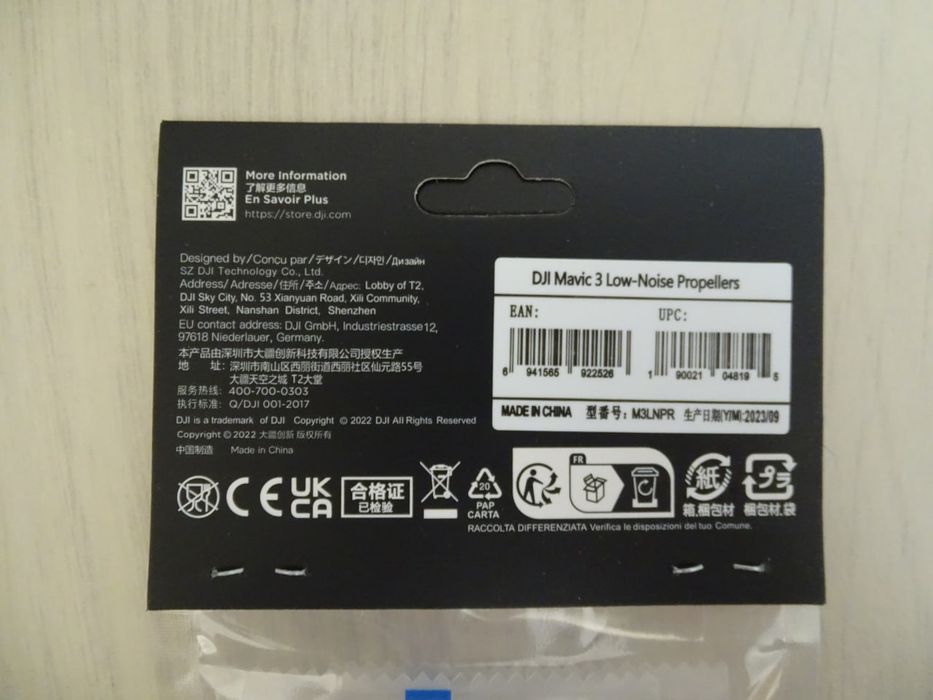 More Information
了解更多信息
En Savoir Plus
https://store.dji.com
Designed by/Conçu par/デザイン/디자인/Дизайн
SZ DJI Technology Co., Ltd.
Address/Adresse/住所/주소/Адрес: Lobby of T2,
DJI Sky City, No. 53 Xianyuan Road, Xili Community,
Xili Street, Nanshan District, Shenzhen
EU contact address: DJI GmbH, Industriestrasse12,
97618 Niederlauer, Germany.
本产品由深圳市大疆创新科技有限公司授权生产
地 址: 深圳市南山区西丽街道西丽社区仙元路55号
大疆天空之城 T2大堂
服务热线: 400-700-0303
执行标准: Q/DJI 001-2017
DJI is a trademark of DJI Copyright © 2022 DJI All Rights Reserved
Copyright © 2022 大疆创新 版权所有
中国制造 Made in China
DJI Mavic 3 Low-Noise Propellers
EAN: UPC:
6 941565 922526 1 90021 04819 5
MADE IN CHINA 型番号: M3LNPR 生产日期(Y/M):2023/09
CE
UK
CA
合格证
已检验
20
PAP
CARTA
FR
紙
箱,梱包材
プラ
梱包材,袋
RACCOLTA DIFFERENZIATA Verifica le disposizioni del tuo Comune.